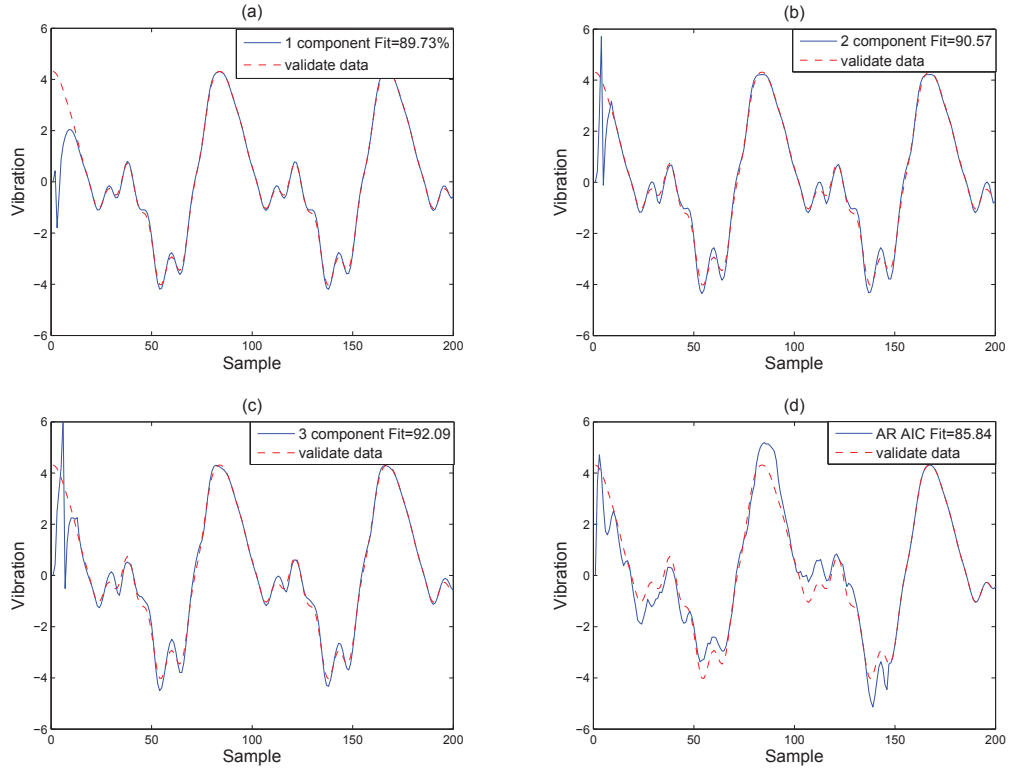 (a)
1 component Fit=89.73%
validate data
Vibration
6
4
2
0
−2
−4
−6
0
50
100
150
200
Sample
(b)
2 component Fit=90.57
validate data
Vibration
6
4
2
0
−2
−4
−6
0
50
100
150
200
Sample
(c)
3 component Fit=92.09
validate data
Vibration
6
4
2
0
−2
−4
−6
0
50
100
150
200
Sample
(d)
AR AIC Fit=85.84
validate data
Vibration
6
4
2
0
−2
−4
−6
0
50
100
150
200
Sample